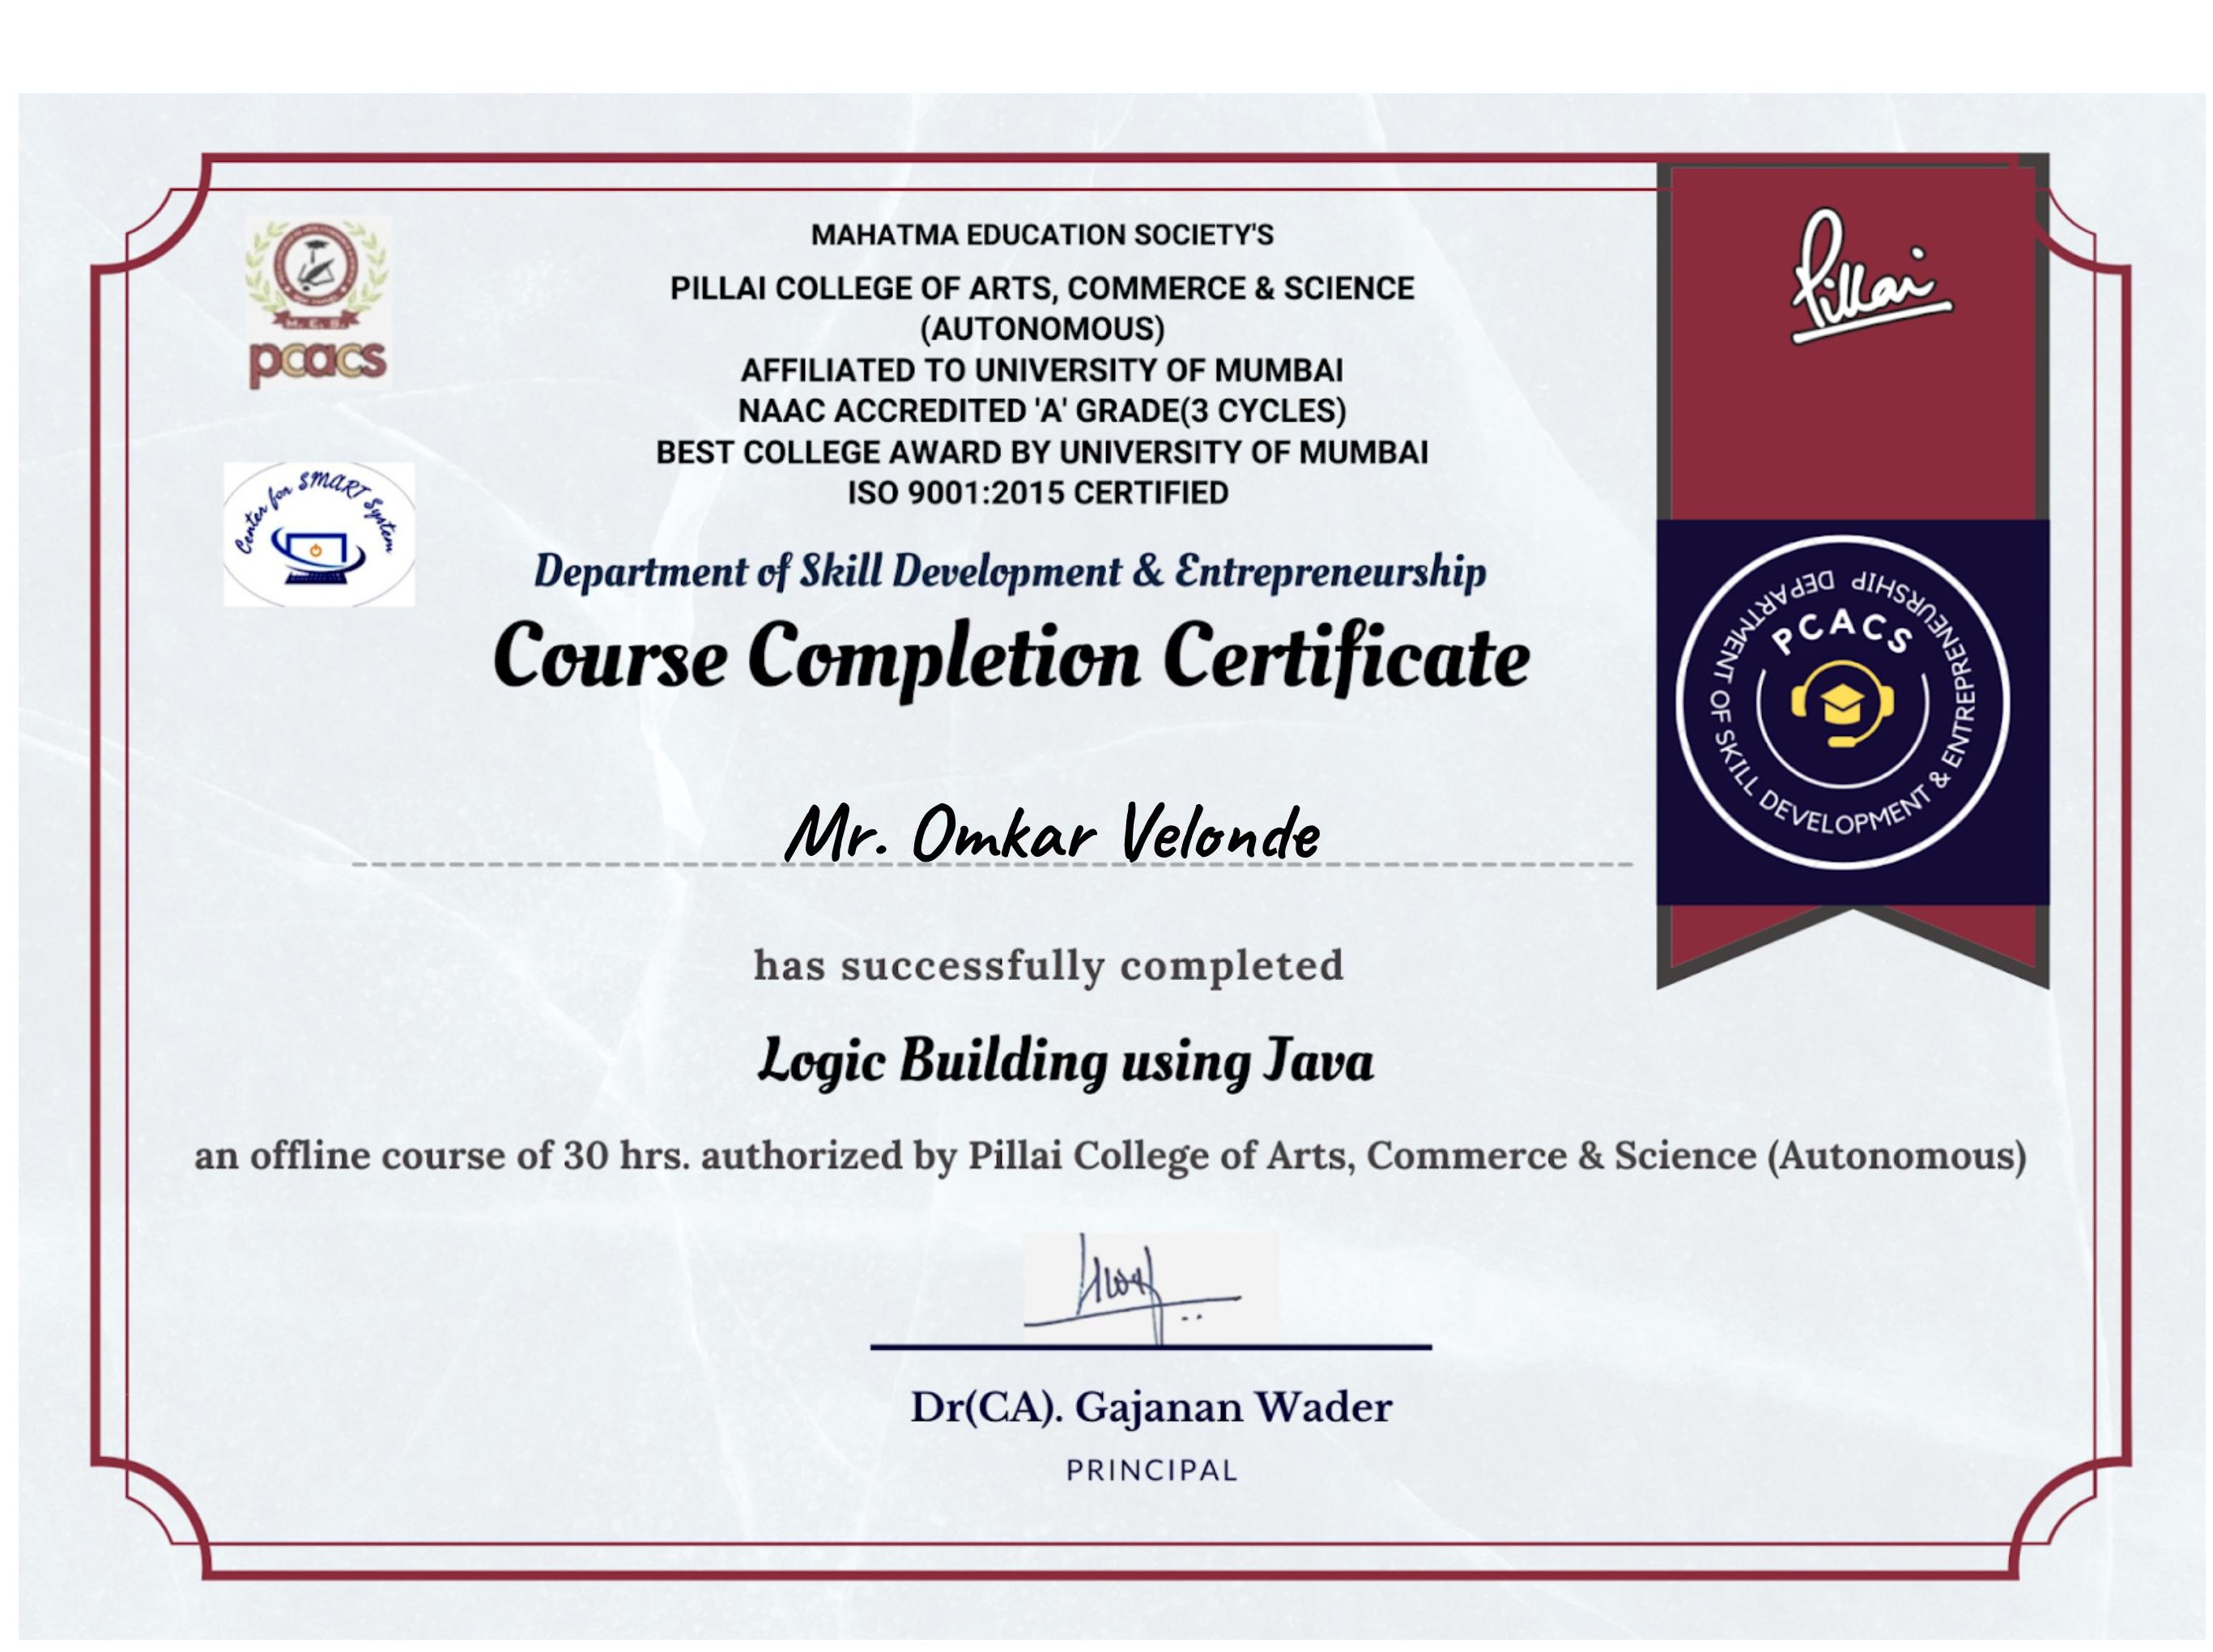 MAHATMA EDUCATION SOCIETY'S
PILLAI COLLEGE OF ARTS, COMMERCE & SCIENCE
(AUTONOMOUS)
AFFILIATED TO UNIVERSITY OF MUMBAI
NAAC ACCREDITED 'A' GRADE(3 CYCLES)
BEST COLLEGE AWARD BY UNIVERSITY OF MUMBAI
ISO 9001:2015 CERTIFIED
M. E. S.
pcacs
Pillai
Center for SMART System
Department of Skill Development & Entrepreneurship
Course Completion Certificate
PCACS
DEPARTMENT OF SKILL DEVELOPMENT & ENTREPRENEURSHIP
Mr. Omkar Velonde
has successfully completed
Logic Building using Java
an offline course of 30 hrs. authorized by Pillai College of Arts, Commerce & Science (Autonomous)
Dr(CA). Gajanan Wader
PRINCIPAL